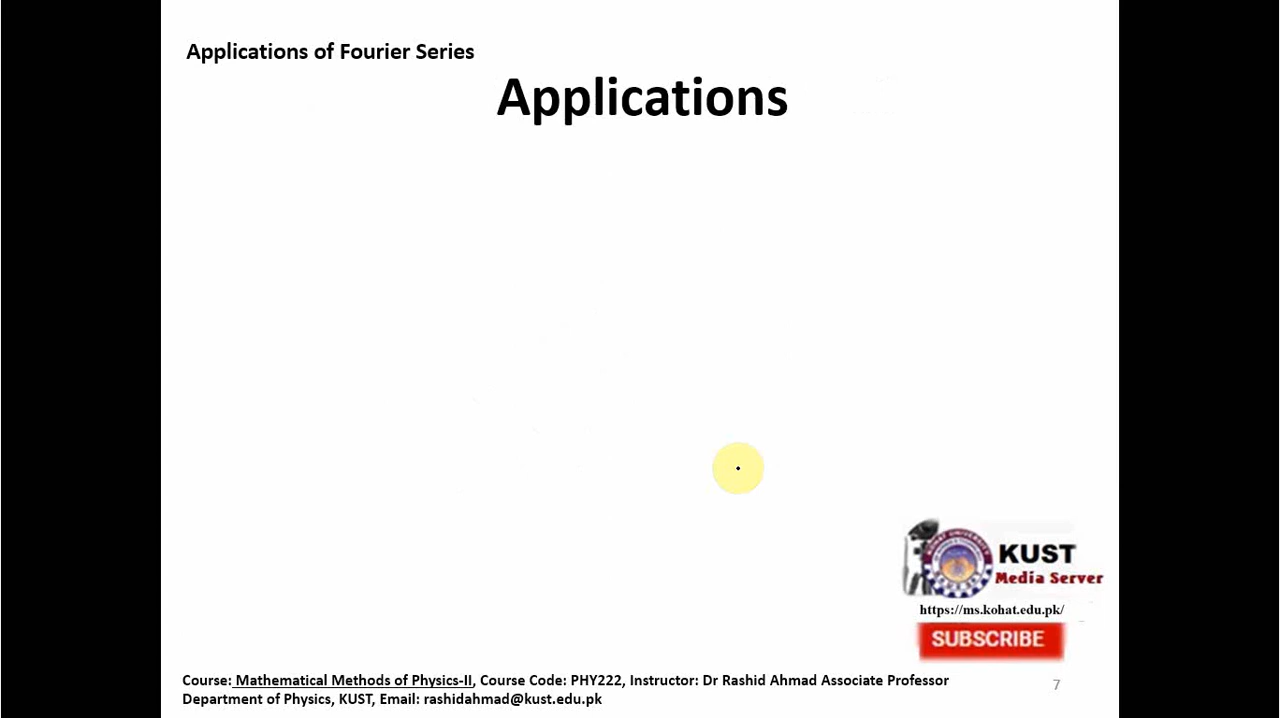 Applications of Fourier Series
Applications
KUST
Media Server
https://ms.kohat.edu.pk/
SUBSCRIBE
Course: Mathematical Methods of Physics-II, Course Code: PHY222, Instructor: Dr Rashid Ahmad Associate Professor
Department of Physics, KUST, Email: rashidahmad@kust.edu.pk
7